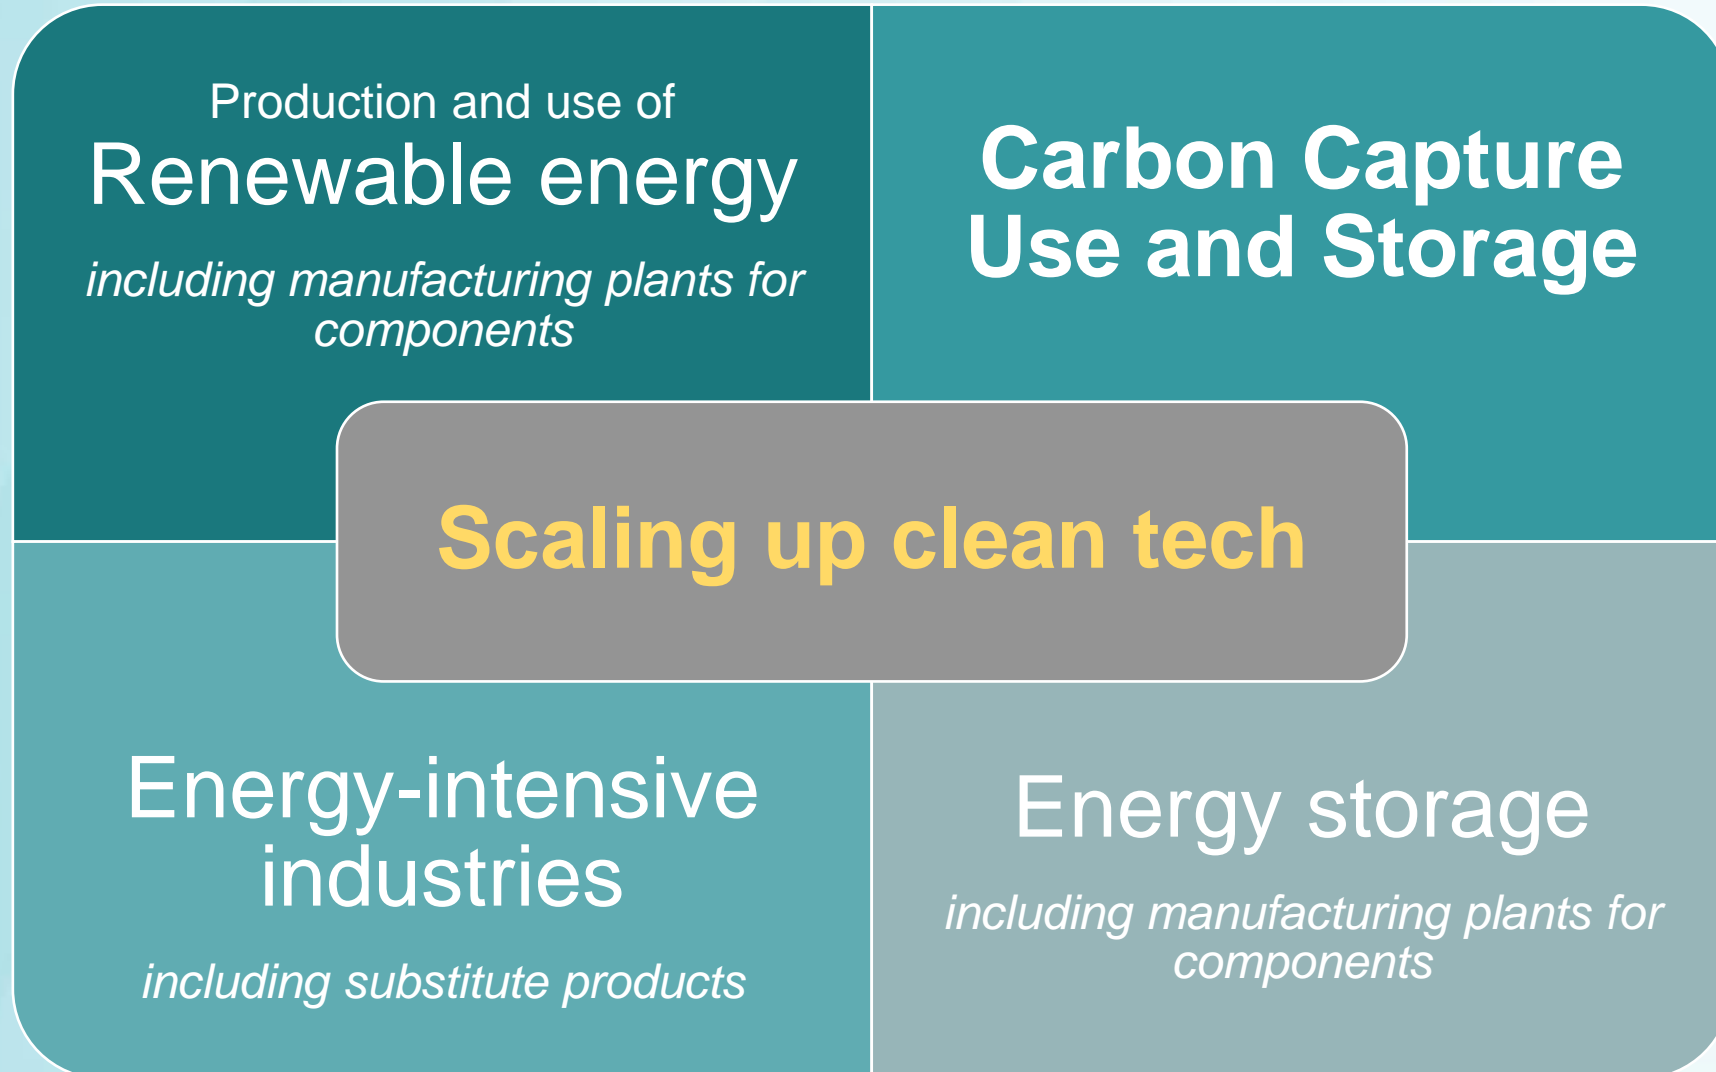 Production and use of
Renewable energy
including manufacturing plants for
components
Carbon Capture
Use and Storage
Scaling up clean tech
Energy-intensive
industries
including substitute products
Energy storage
including manufacturing plants for
components